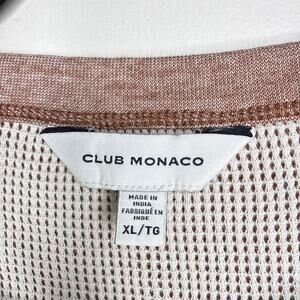 CLUB MONACO
MADE IN
INDIA
FABRIQUÉ EN
INDE
XL/TG